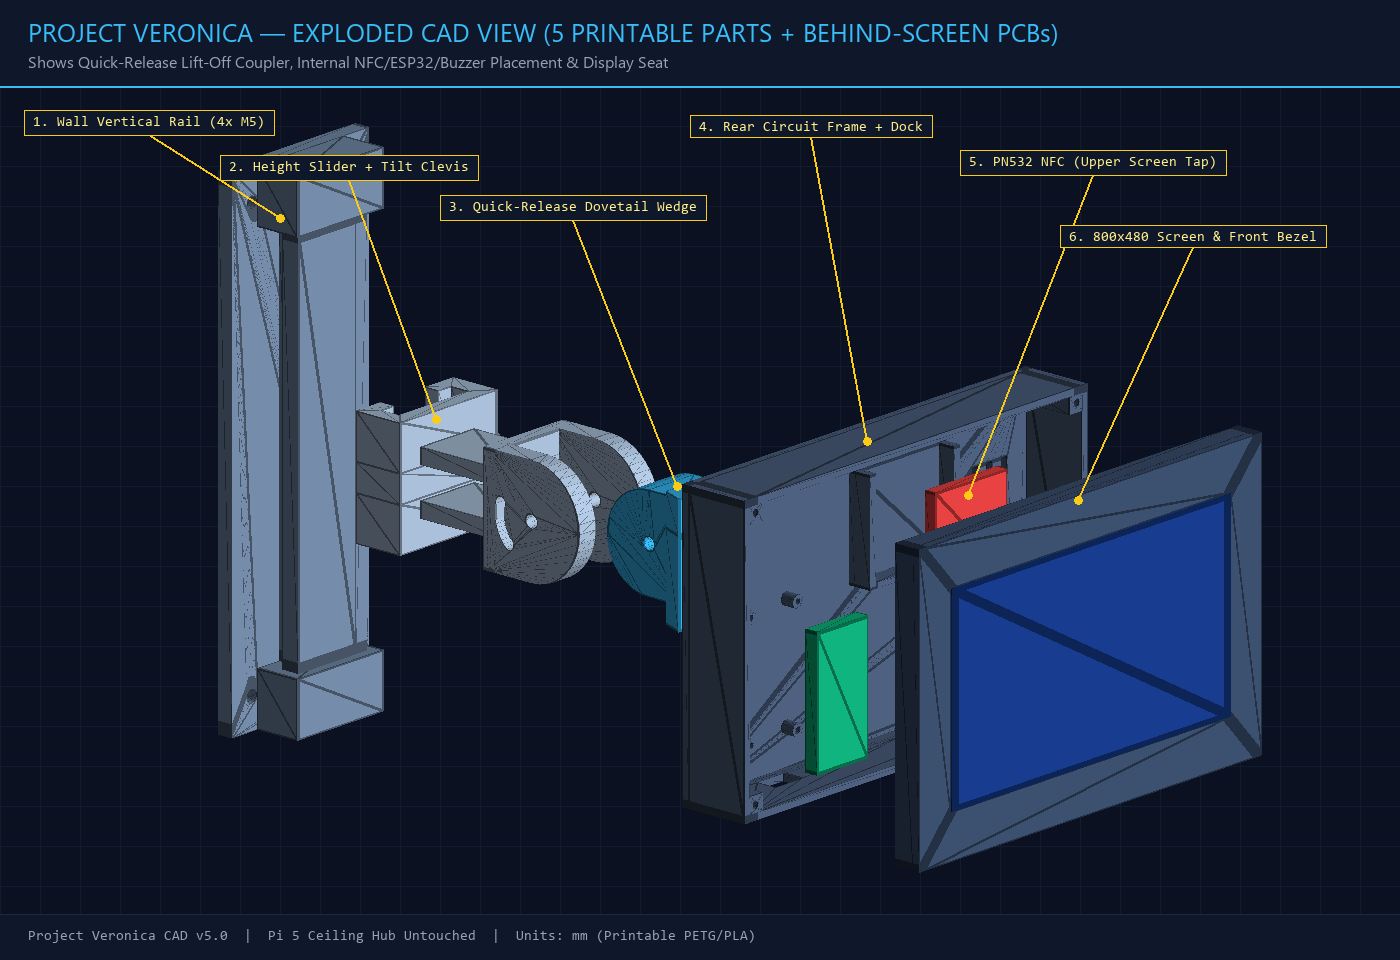 PROJECT VERONICA — EXPLODED CAD VIEW (5 PRINTABLE PARTS + BEHIND-SCREEN PCBs)
Shows Quick-Release Lift-Off Coupler, Internal NFC/ESP32/Buzzer Placement & Display Seat
1. Wall Vertical Rail (4x M5)
2. Height Slider + Tilt Clevis
3. Quick-Release Dovetail Wedge
4. Rear Circuit Frame + Dock
5. PN532 NFC (Upper Screen Tap)
6. 800x480 Screen & Front Bezel
Project Veronica CAD v5.0 | Pi 5 Ceiling Hub Untouched | Units: mm (Printable PETG/PLA)